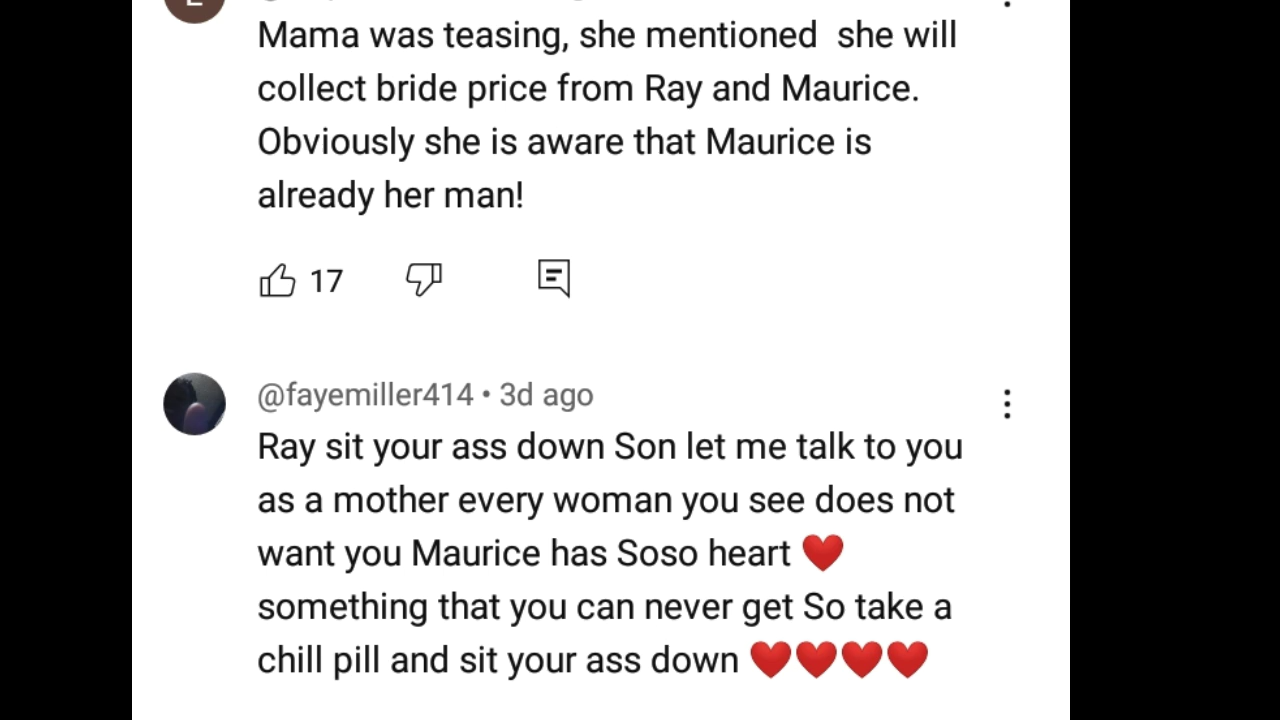 Mama was teasing, she mentioned  she will
collect bride price from Ray and Maurice.
Obviously she is aware that Maurice is
already her man!
17
@fayemiller414 • 3d ago
Ray sit your ass down Son let me talk to you
as a mother every woman you see does not
want you Maurice has Soso heart ❤️
something that you can never get So take a
chill pill and sit your ass down ❤️❤️❤️❤️